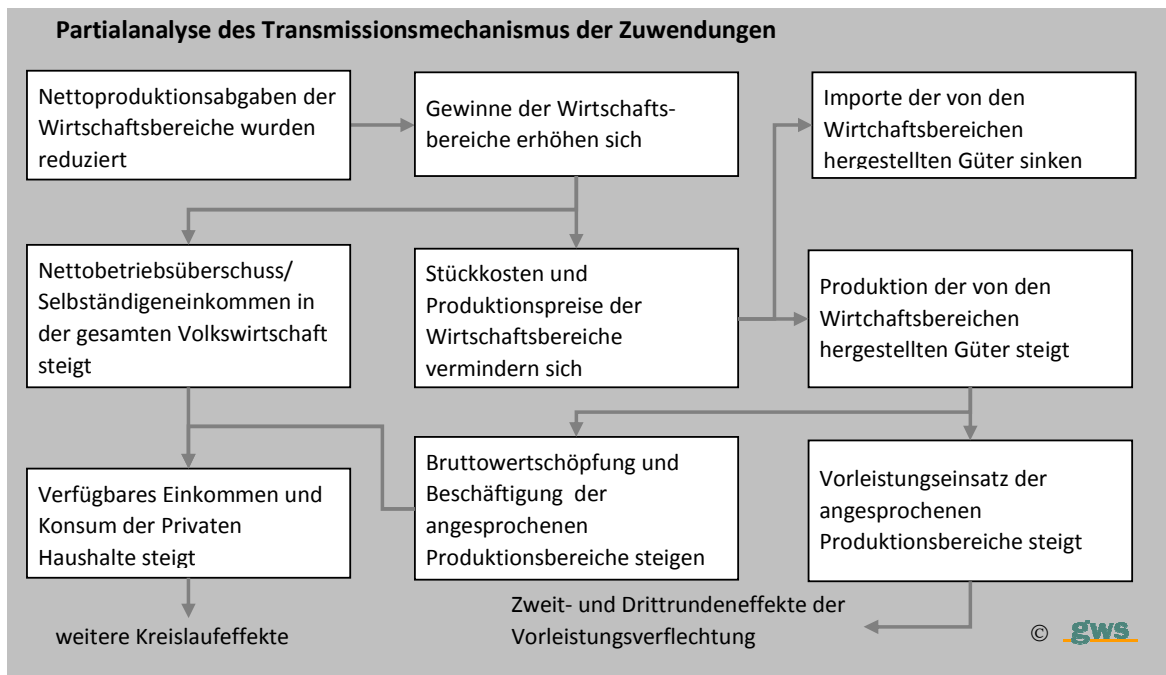 Partialanalyse des Transmissionsmechanismus der Zuwendungen
Nettoproduktionsabgaben der
Wirtschaftsbereiche wurden
reduziert
Gewinne der Wirtschafts-
bereiche erhöhen sich
Importe der von den
Wirtchaftsbereichen
hergestellten Güter sinken
Nettobetriebsüberschuss/
Selbständigeneinkommen in
der gesamten Volkswirtschaft
steigt
Stückkosten und
Produktionspreise der
Wirtschaftsbereiche
vermindern sich
Produktion der von den
Wirtchaftsbereichen
hergestellten Güter steigt
Verfügbares Einkommen und
Konsum der Privaten
Haushalte steigt
Bruttowertschöpfung und
Beschäftigung der
angesprochenen
Produktionsbereiche steigen
Vorleistungseinsatz der
angesprochenen
Produktionsbereiche steigt
weitere Kreislaufeffekte
Zweit- und Drittrundeneffekte der
Vorleistungsverflechtung
© gws